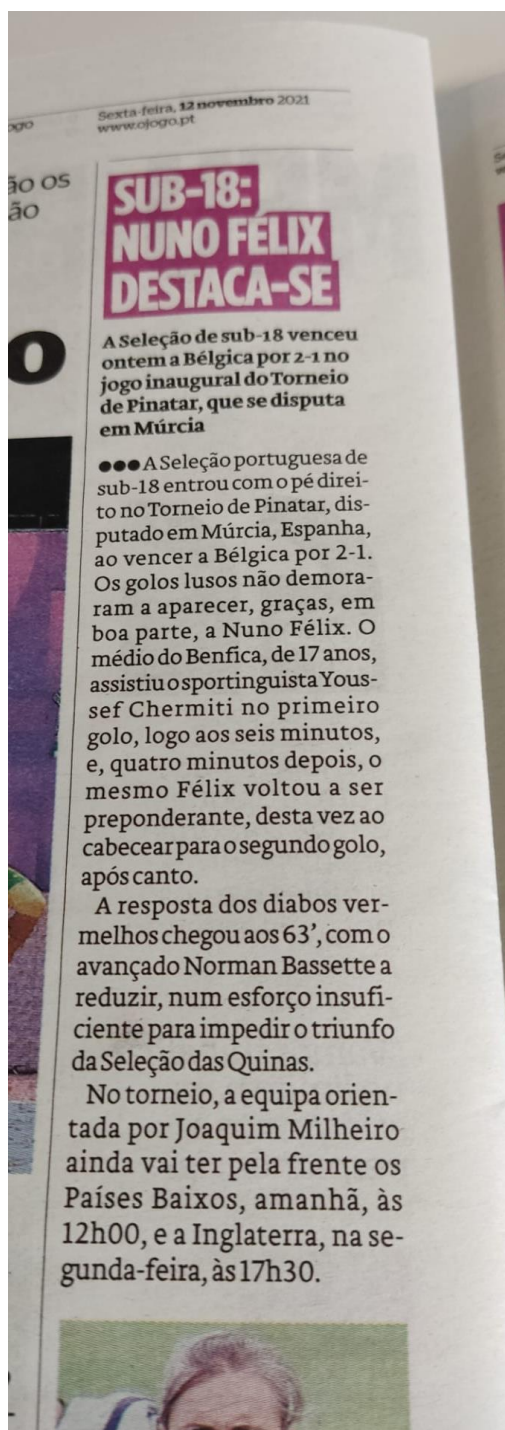 ogo
Sexta-feira, 12 novembro 2021
www.ojogo.pt
ão os
ão
o
SUB-18:
NUNO FÉLIX
DESTACA-SE
A Seleção de sub-18 venceu
ontem a Bélgica por 2-1 no
jogo inaugural do Torneio
de Pinatar, que se disputa
em Múrcia
●●● A Seleção portuguesa de
sub-18 entrou com o pé direi-
to no Torneio de Pinatar, dis-
putado em Múrcia, Espanha,
ao vencer a Bélgica por 2-1.
Os golos lusos não demora-
ram a aparecer, graças, em
boa parte, a Nuno Félix. O
médio do Benfica, de 17 anos,
assistiu o sportinguista Yous-
sef Chermiti no primeiro
golo, logo aos seis minutos,
e, quatro minutos depois, o
mesmo Félix voltou a ser
preponderante, desta vez ao
cabecear para o segundo golo,
após canto.
A resposta dos diabos ver-
melhos chegou aos 63’, com o
avançado Norman Bassette a
reduzir, num esforço insufi-
ciente para impedir o triunfo
da Seleção das Quinas.
No torneio, a equipa orien-
tada por Joaquim Milheiro
ainda vai ter pela frente os
Países Baixos, amanhã, às
12h00, e a Inglaterra, na se-
gunda-feira, às 17h30.